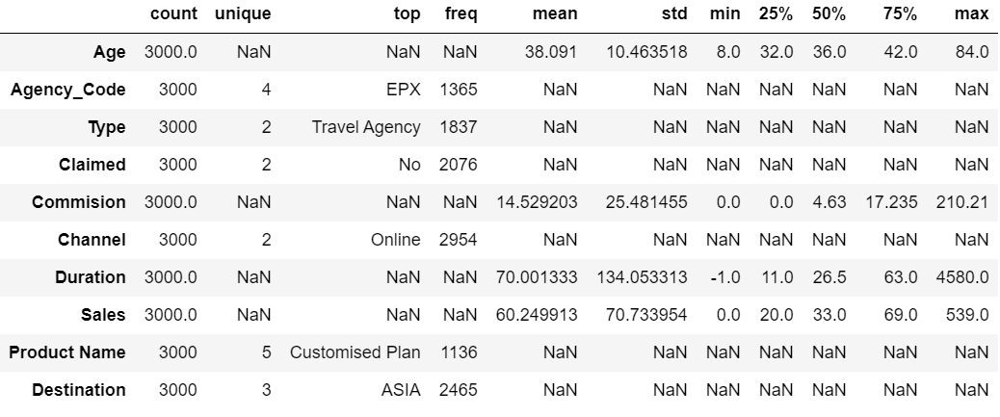 count unique top freq mean std min 25% 50% 75% max
Age 3000.0 NaN NaN NaN 38.091 10.463518 8.0 32.0 36.0 42.0 84.0
Agency_Code 3000 4 EPX 1365 NaN NaN NaN NaN NaN NaN NaN
Type 3000 2 Travel Agency 1837 NaN NaN NaN NaN NaN NaN NaN
Claimed 3000 2 No 2076 NaN NaN NaN NaN NaN NaN NaN
Commision 3000.0 NaN NaN NaN 14.529203 25.481455 0.0 0.0 4.63 17.235 210.21
Channel 3000 2 Online 2954 NaN NaN NaN NaN NaN NaN NaN
Duration 3000.0 NaN NaN NaN 70.001333 134.053313 -1.0 11.0 26.5 63.0 4580.0
Sales 3000.0 NaN NaN NaN 60.249913 70.733954 0.0 20.0 33.0 69.0 539.0
Product Name 3000 5 Customised Plan 1136 NaN NaN NaN NaN NaN NaN NaN
Destination 3000 3 ASIA 2465 NaN NaN NaN NaN NaN NaN NaN